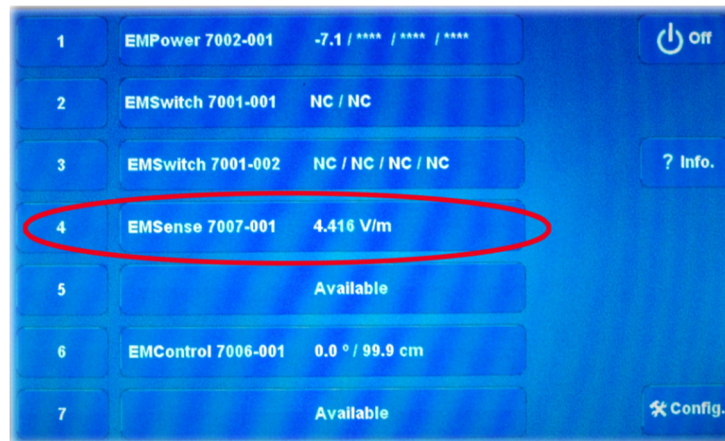 1 EMPower 7002-001 -7.1 / **** / **** / **** Off
2 EMSwitch 7001-001 NC / NC
3 EMSwitch 7001-002 NC / NC / NC / NC ? Info.
4 EMSense 7007-001 4.416 V/m
5 Available
6 EMControl 7006-001 0.0 º / 99.9 cm
7 Available Config.